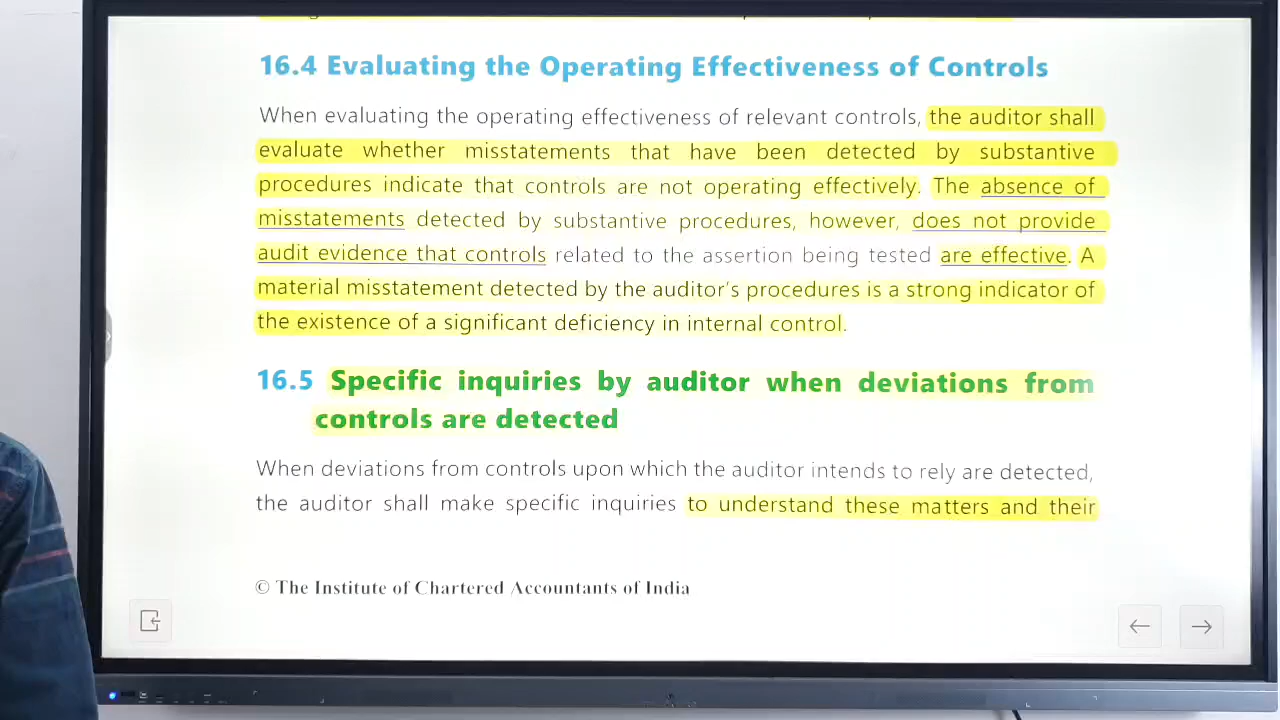 16.4 Evaluating the Operating Effectiveness of Controls
When evaluating the operating effectiveness of relevant controls, the auditor shall
evaluate whether misstatements that have been detected by substantive
procedures indicate that controls are not operating effectively. The absence of
misstatements detected by substantive procedures, however, does not provide
audit evidence that controls related to the assertion being tested are effective. A
material misstatement detected by the auditor's procedures is a strong indicator of
the existence of a significant deficiency in internal control.
16.5 Specific inquiries by auditor when deviations from
controls are detected
When deviations from controls upon which the auditor intends to rely are detected,
the auditor shall make specific inquiries to understand these matters and their
© The Institute of Chartered Accountants of India